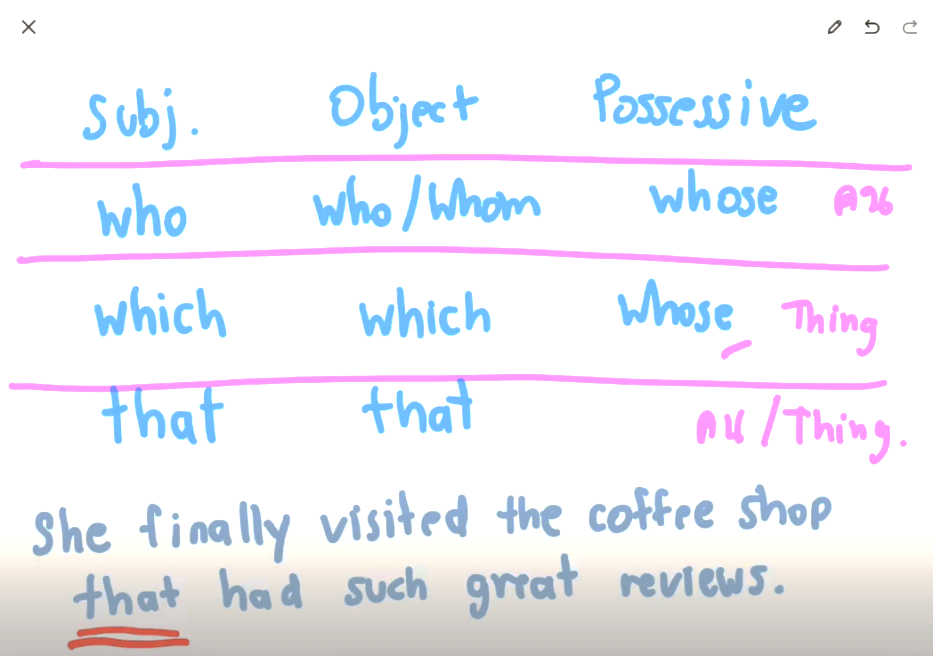 Subj. Object Possessive
who who/whom whose คน
which which whose Thing
that that คน/Thing.
She finally visited the coffee shop
that had such great reviews.